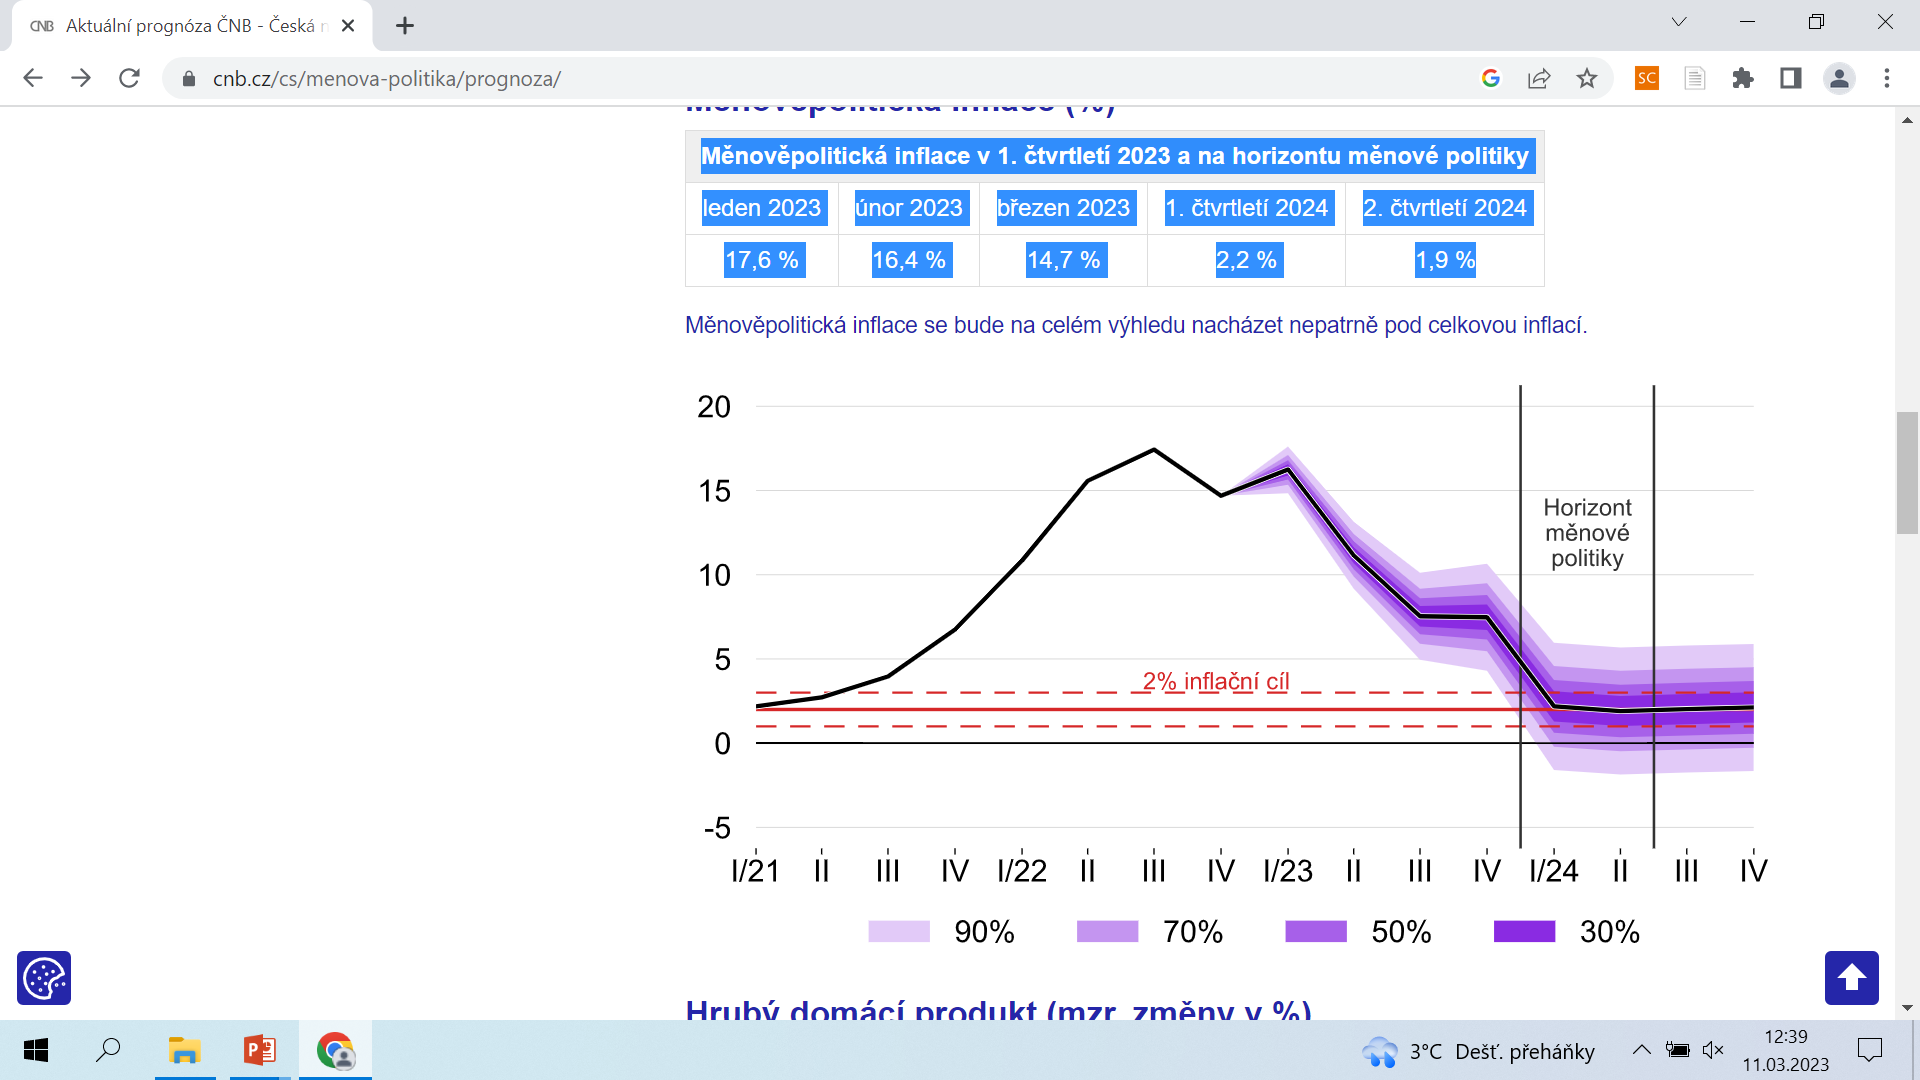 CNB Aktuální prognóza ČNB - Česká n
cnb.cz/cs/menova-politika/prognoza/
SC
Měnověpolitická inflace (%)
Měnověpolitická inflace v 1. čtvrtletí 2023 a na horizontu měnové politiky
leden 2023 únor 2023 březen 2023 1. čtvrtletí 2024 2. čtvrtletí 2024
17,6 % 16,4 % 14,7 % 2,2 % 1,9 %
Měnověpolitická inflace se bude na celém výhledu nacházet nepatrně pod celkovou inflací.
20
15
10
5
0
-5
Horizont
měnové
politiky
2% inflační cíl
I/21 II III IV I/22 II III IV I/23 II III IV I/24 II III IV
90% 70% 50% 30%
Hrubý domácí produkt (mzr. změny v %)
3°C Dešť. přeháňky
12:39
11.03.2023